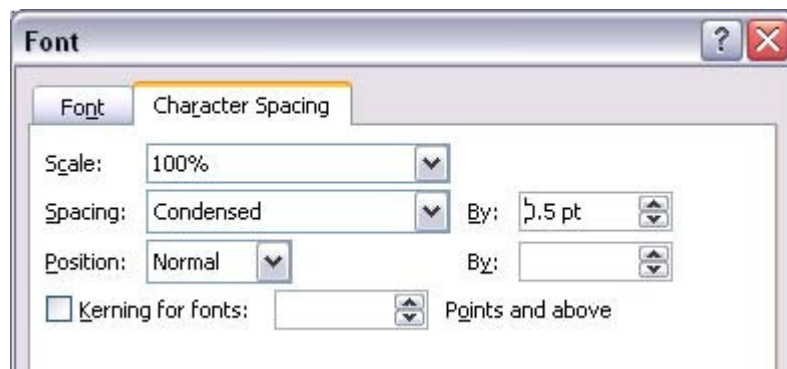 Font
Font Character Spacing
Scale: 100%
Spacing: Condensed By: 0.5 pt
Position: Normal By:
Kerning for fonts: Points and above